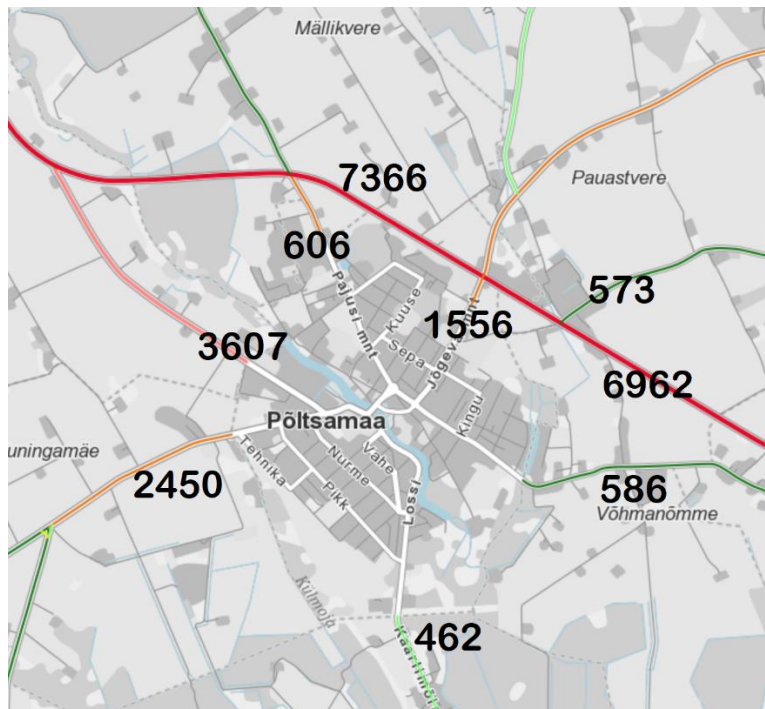 Mällikvere
7366
Pauastvere
606
Pajusi mnt
Kuuse
573
1556
Jõgeva mnt
3607
Sepa
6962
Kingu
Põltsamaa
uningamäe
Tehnika
Nurme
Vahe
2450
Pikk
Lossi
586
Võhmanõmme
Külmoja
462